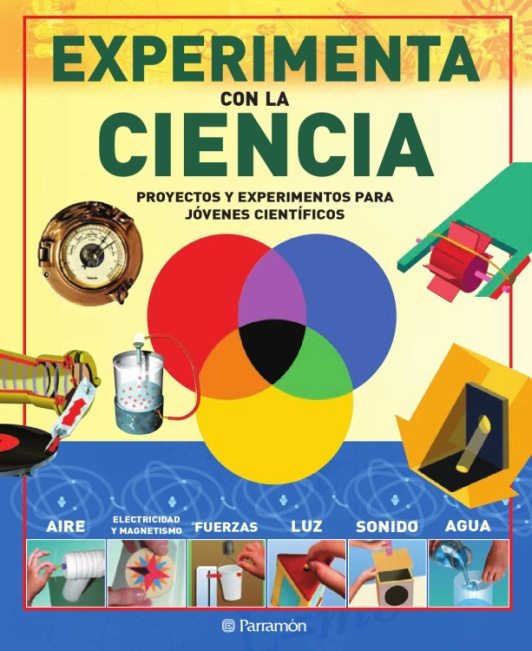 EXPERIMENTA
CON LA
CIENCIA
PROYECTOS Y EXPERIMENTOS PARA
JÓVENES CIENTÍFICOS
AIRE
ELECTRICIDAD
Y MAGNETISMO
FUERZAS
LUZ
SONIDO
AGUA
Parramón